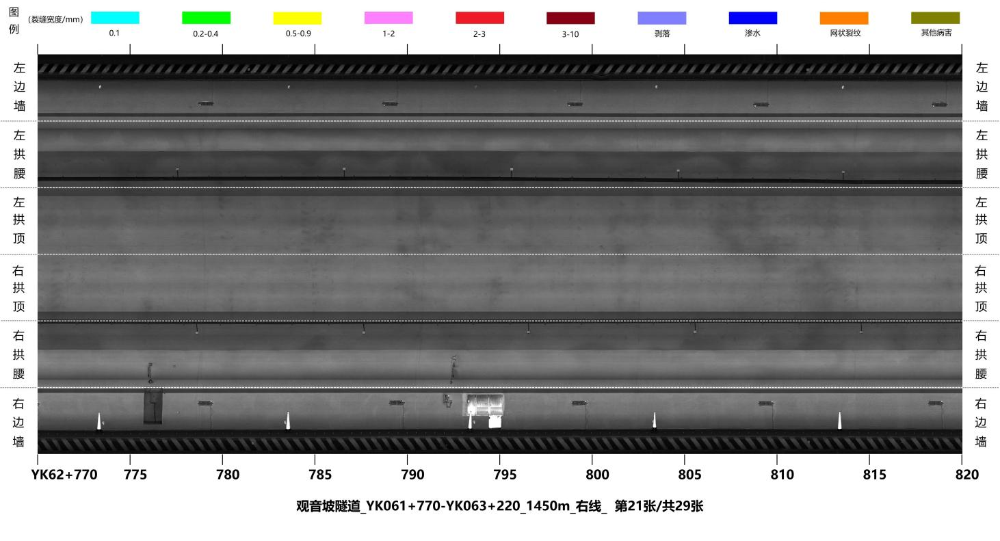 图例 (裂缝宽度/mm) 0.1 0.2-0.4 0.5-0.9 1-2 2-3 3-10 剥落 渗水 网状裂纹 其他病害
左边墙 左边墙
左拱腰 左拱腰
左拱顶 左拱顶
右拱顶 右拱顶
右拱腰 右拱腰
右边墙 右边墙
YK62+770 775 780 785 790 795 800 805 810 815 820
观音坡隧道_YK061+770-YK063+220_1450m_右线_ 第21张/共29张